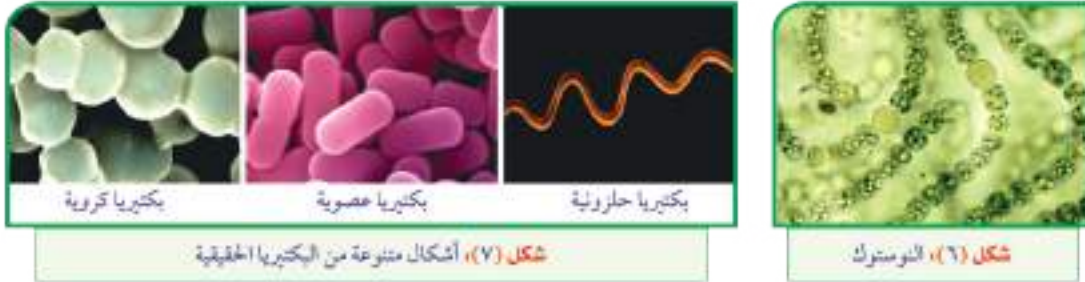 بكتيريا حلزونية
بكتيريا عصوية
بكتيريا كروية
شكل (٦)، النوستوك
شكل (٧)، أشكال متنوعة من البكتيريا الحقيقية